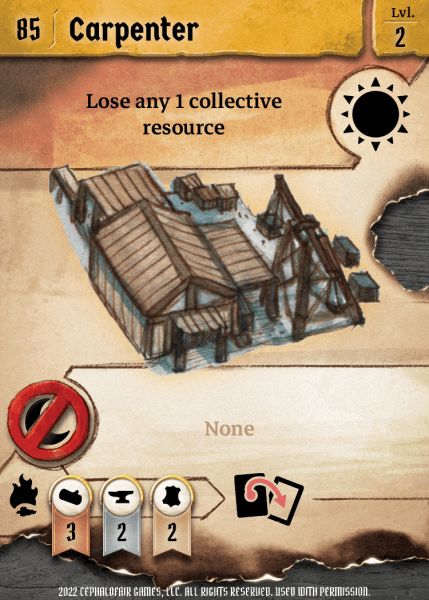 85 Carpenter
Lvl.
2
Lose any 1 collective
resource
None
3 2 2
2022 CEPHALOFAIR GAMES, LLC. ALL RIGHTS RESERVED. USED WITH PERMISSION.